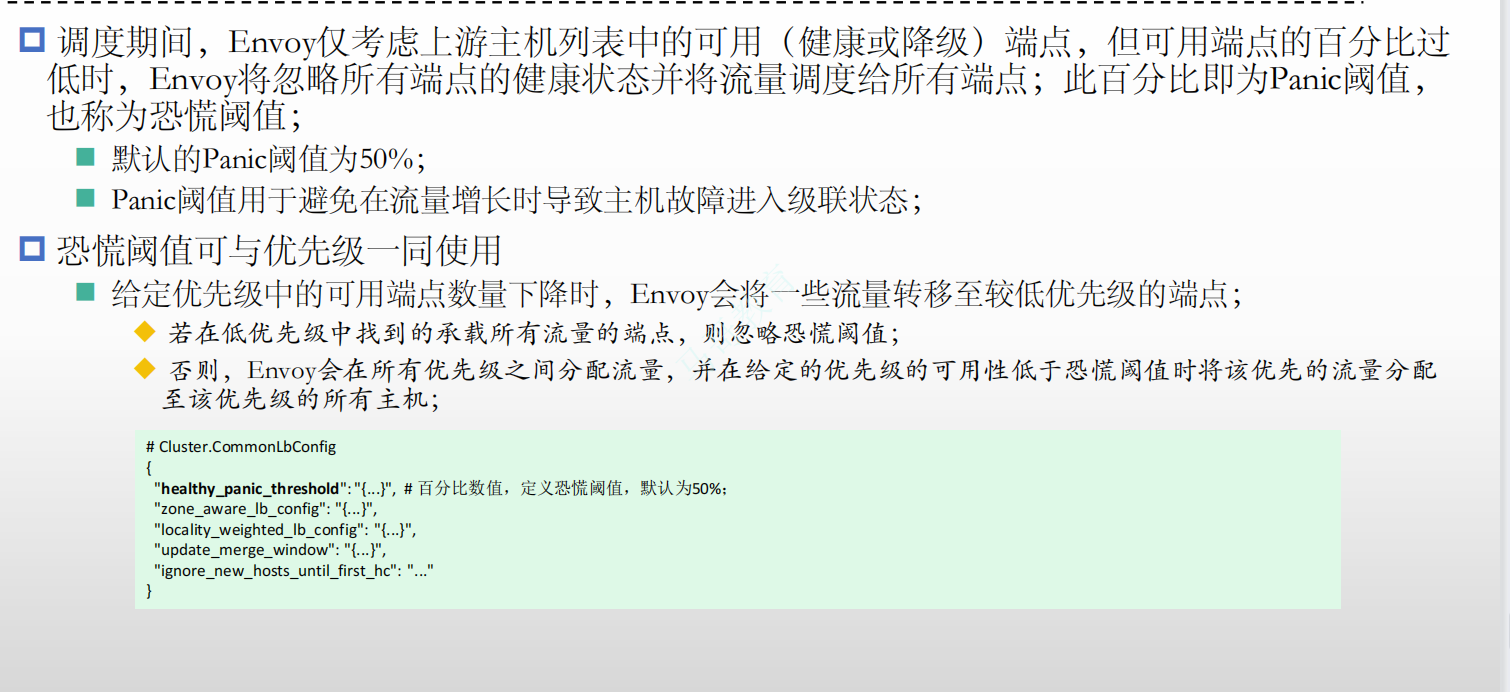 调度期间，Envoy仅考虑上游主机列表中的可用（健康或降级）端点，但可用端点的百分比过
低时，Envoy将忽略所有端点的健康状态并将流量调度给所有端点；此百分比即为Panic阈值，
也称为恐慌阈值；
默认的Panic阈值为50%；
Panic阈值用于避免在流量增长时导致主机故障进入级联状态；
恐慌阈值可与优先级一同使用
给定优先级中的可用端点数量下降时，Envoy会将一些流量转移至较低优先级的端点；
若在低优先级中找到的承载所有流量的端点，则忽略恐慌阈值；
否则，Envoy会在所有优先级之间分配流量，并在给定的优先级的可用性低于恐慌阈值时将该优先的流量分配
至该优先级的所有主机；
# Cluster.CommonLbConfig
{
"healthy_panic_threshold": "{...}", # 百分比数值，定义恐慌阈值，默认为50%；
"zone_aware_lb_config": "{...}",
"locality_weighted_lb_config": "{...}",
"update_merge_window": "{...}",
"ignore_new_hosts_until_first_hc": "..."
}